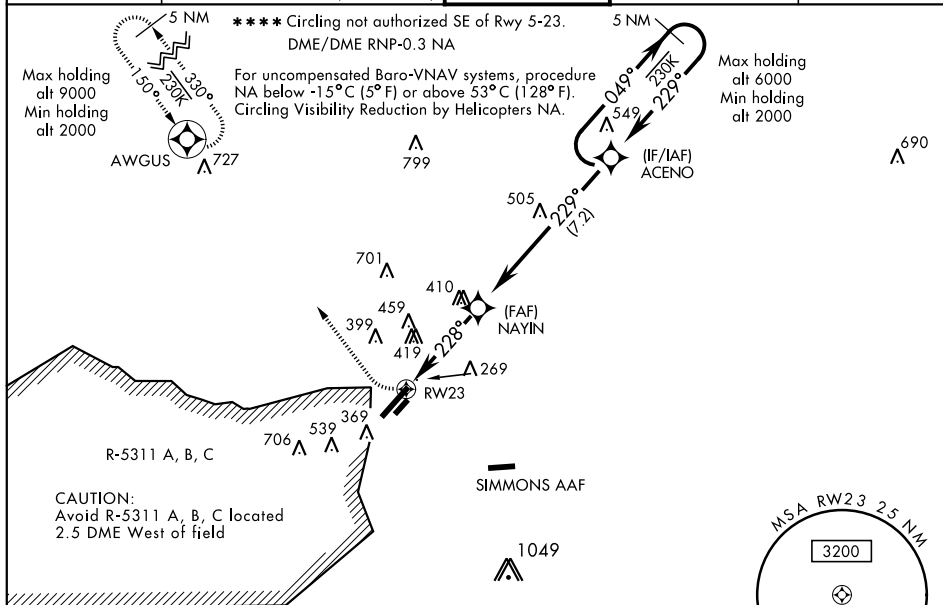 5 NM
**** Circling not authorized SE of Rwy 5-23.
DME/DME RNP-0.3 NA
For uncompensated Baro-VNAV systems, procedure
NA below -15°C (5°F) or above 53°C (128°F).
Circling Visibility Reduction by Helicopters NA.
5 NM
Max holding
alt 9000
Min holding
alt 2000
150°
230K
330°
AWGUS
727
799
049°
230K
229°
549
Max holding
alt 6000
Min holding
alt 2000
(IF/IAF)
ACENO
690
505
229°
(7.2)
701
410
(FAF)
NAYIN
459
399
419
228°
269
RW23
369
706
539
R-5311 A, B, C
SIMMONS AAF
CAUTION:
Avoid R-5311 A, B, C located
2.5 DME West of field
1049
MSA RW23 25 NM
3200